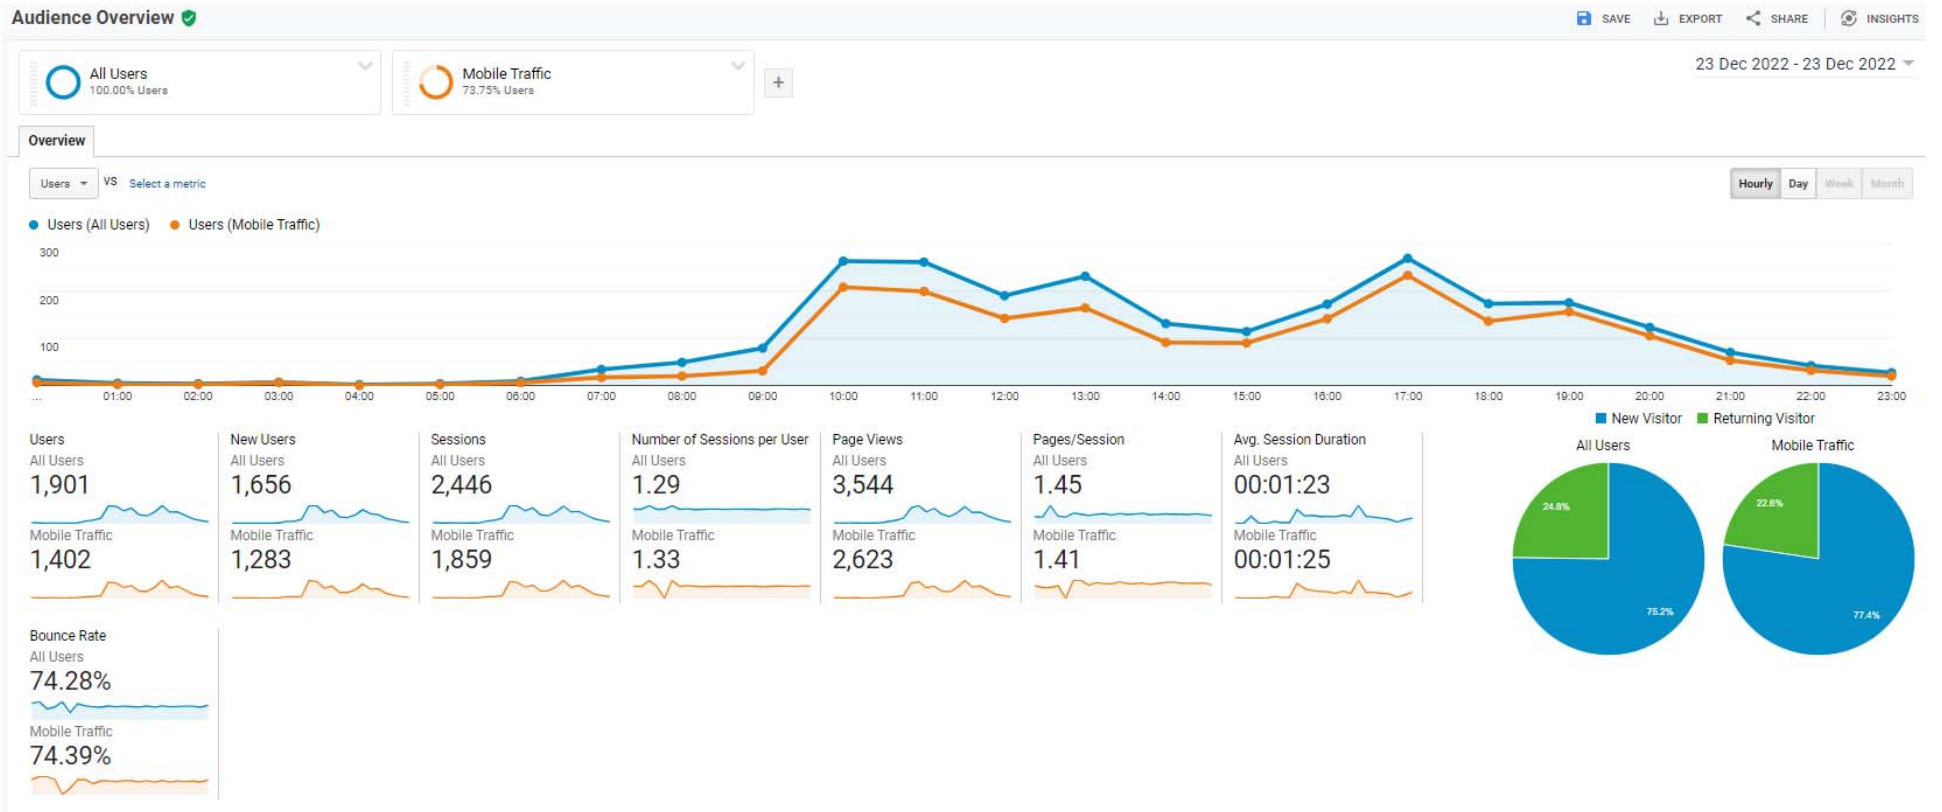 Audience Overview
SAVE EXPORT SHARE INSIGHTS
All Users
100.00% Users
Mobile Traffic
73.75% Users
+
23 Dec 2022 - 23 Dec 2022
Overview
Users VS Select a metric
Hourly Day Week Month
Users (All Users) Users (Mobile Traffic)
300
200
100
... 01:00 02:00 03:00 04:00 05:00 06:00 07:00 08:00 09:00 10:00 11:00 12:00 13:00 14:00 15:00 16:00 17:00 18:00 19:00 20:00 21:00 22:00 23:00
Users
All Users
1,901
Mobile Traffic
1,402
New Users
All Users
1,656
Mobile Traffic
1,283
Sessions
All Users
2,446
Mobile Traffic
1,859
Number of Sessions per User
All Users
1.29
Mobile Traffic
1.33
Page Views
All Users
3,544
Mobile Traffic
2,623
Pages/Session
All Users
1.45
Mobile Traffic
1.41
Avg. Session Duration
All Users
00:01:23
Mobile Traffic
00:01:25
Bounce Rate
All Users
74.28%
Mobile Traffic
74.39%
New Visitor Returning Visitor
All Users
24.8%
75.2%
Mobile Traffic
22.6%
77.4%